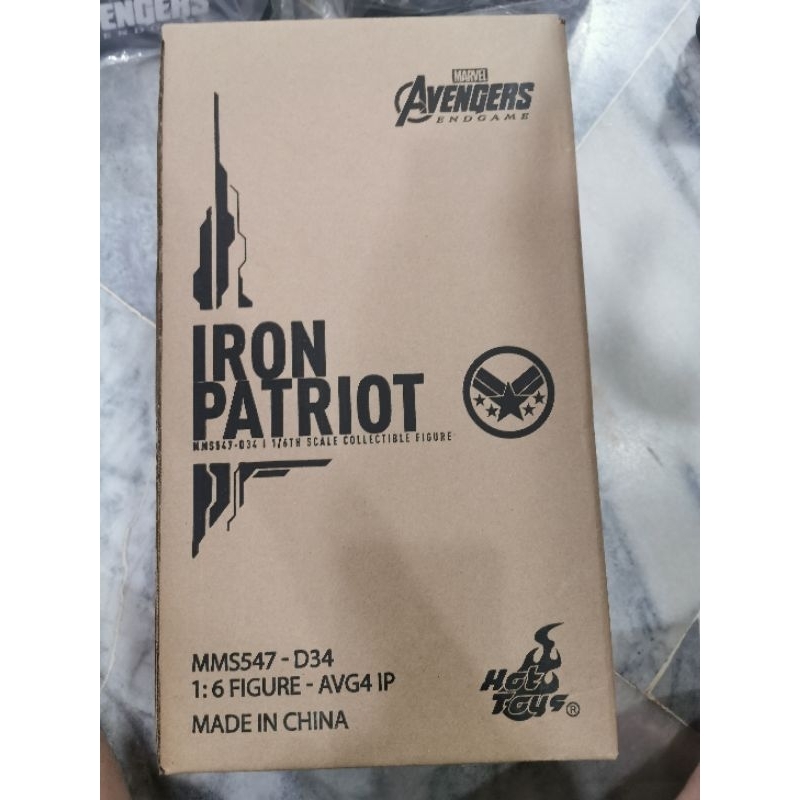 ENGERS
MARVEL
AVENGERS
ENDGAME
IRON
PATRIOT
MMS547-D34 | 1/6TH SCALE COLLECTIBLE FIGURE
MMS547 - D34
1:6 FIGURE - AVG4 IP
MADE IN CHINA
Hot
Toys®